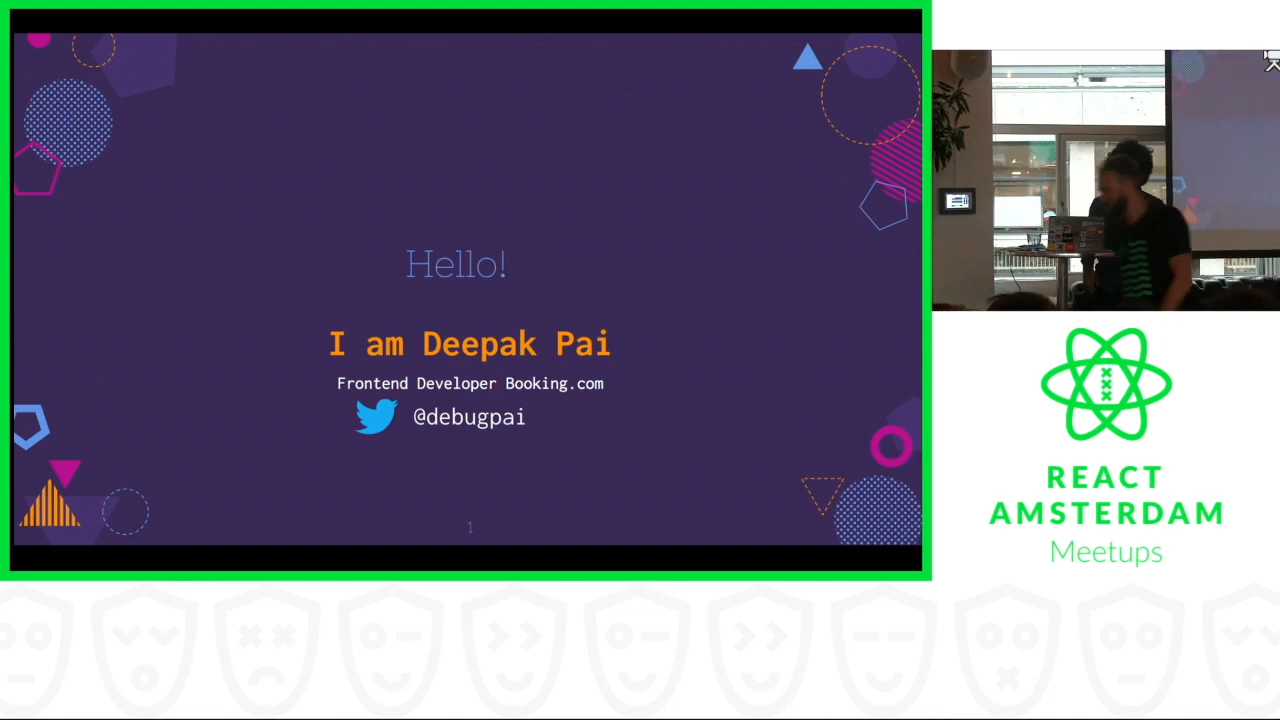 Hello!
I am Deepak Pai
Frontend Developer Booking.com
@debugpai
1
REACT
AMSTERDAM
Meetups